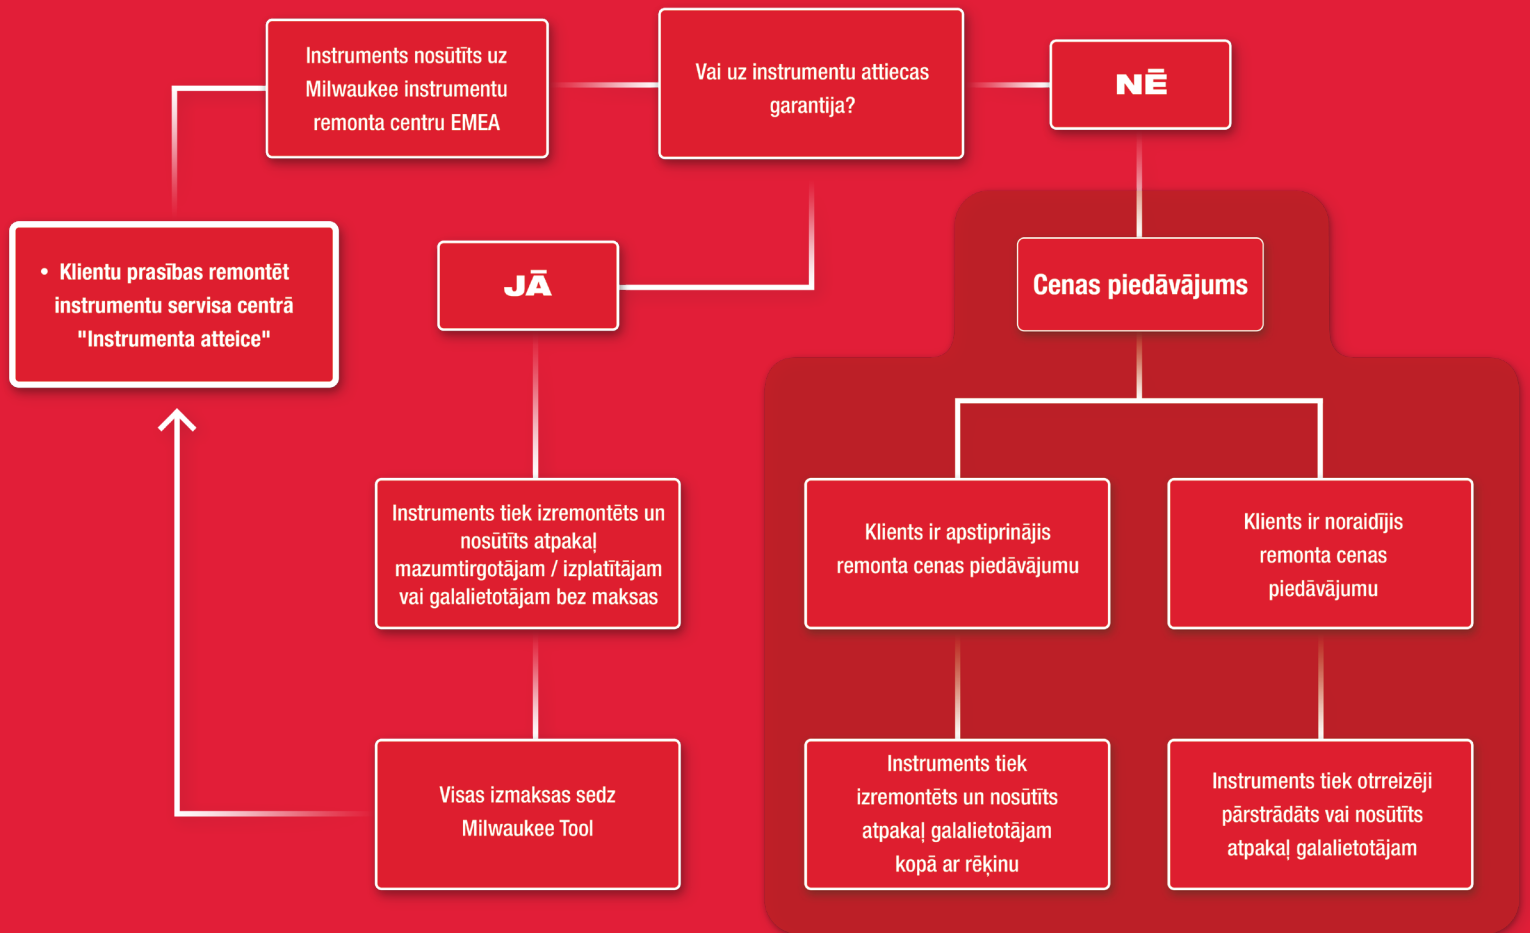 Instruments nosūtīts uz
Milwaukee instrumentu
remonta centru EMEA
Vai uz instrumentu attiecas
garantija?
NĒ
• Klientu prasības remontēt
instrumentu servisa centrā
"Instrumenta atteice"
JĀ
Cenas piedāvājums
Instruments tiek izremontēts un
nosūtīts atpakaļ
mazumtirgotājam / izplatītājam
vai galalietotājam bez maksas
Klients ir apstiprinājis
remonta cenas piedāvājumu
Klients ir noraidījis
remonta cenas
piedāvājumu
Visas izmaksas sedz
Milwaukee Tool
Instruments tiek
izremontēts un nosūtīts
atpakaļ galalietotājam
kopā ar rēķinu
Instruments tiek otrreizēji
pārstrādāts vai nosūtīts
atpakaļ galalietotājam